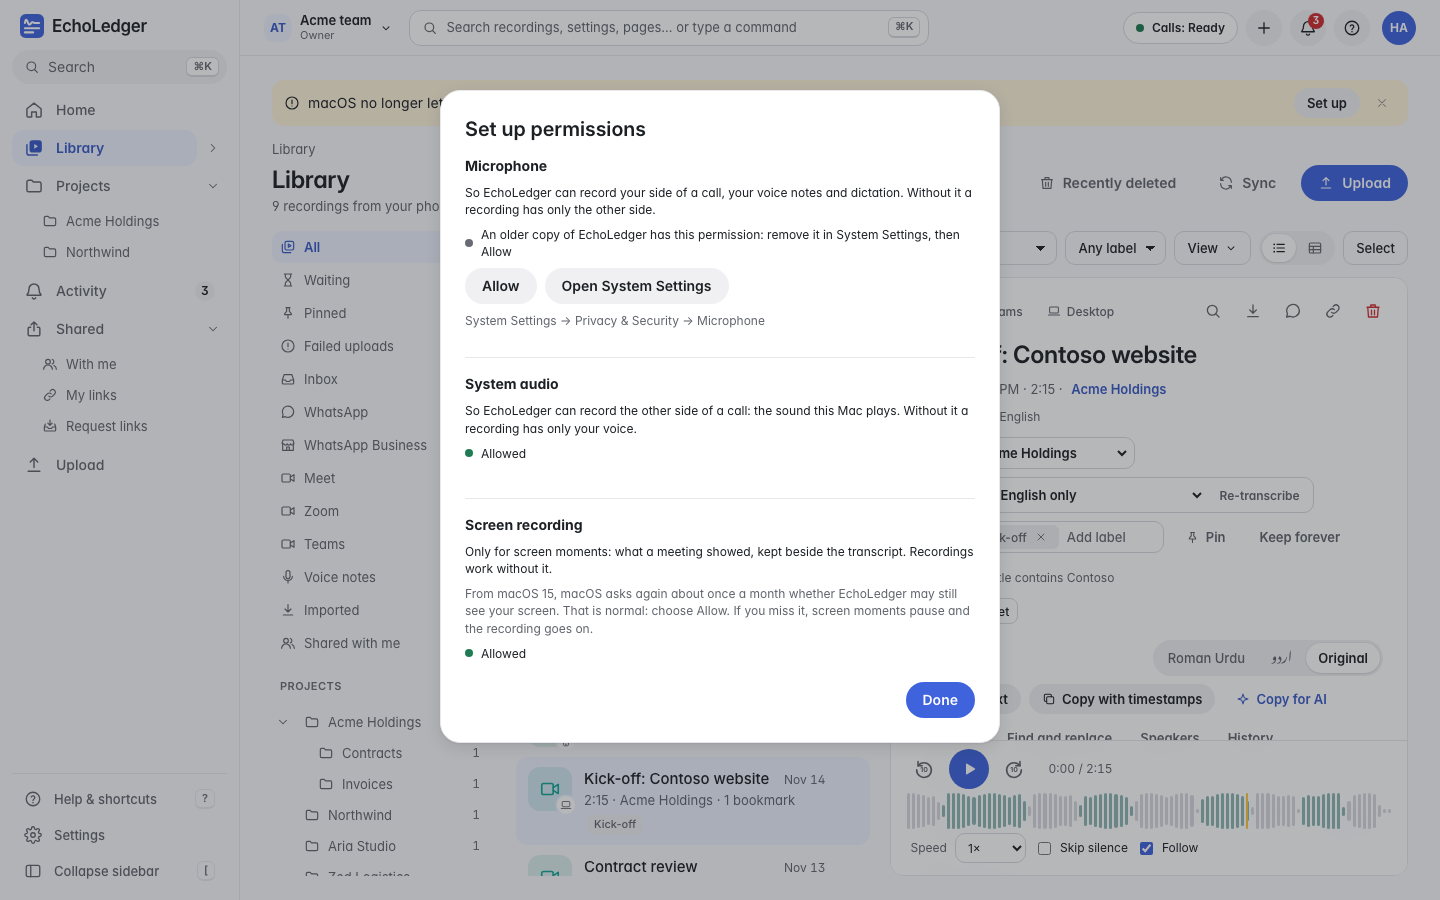 EchoLedger
Search ⌘K
Home
Library
Projects
Acme Holdings
Northwind
Activity 3
Shared
With me
My links
Request links
Upload
Help & shortcuts ?
Settings
Collapse sidebar [
AT Acme team
Owner
Search recordings, settings, pages... or type a command ⌘K
Calls: Ready
3
HA
macOS no longer let
Set up
Library
Library
9 recordings from your pho
Recently deleted
Sync
Upload
All
Waiting
Pinned
Failed uploads
Inbox
WhatsApp
WhatsApp Business
Meet
Zoom
Teams
Voice notes
Imported
Shared with me
PROJECTS
Acme Holdings
Contracts 1
Invoices 1
Northwind 1
Aria Studio 1
Zed Logistics
Any label
View
Select
Set up permissions
Microphone
So EchoLedger can record your side of a call, your voice notes and dictation. Without it a
recording has only the other side.
An older copy of EchoLedger has this permission: remove it in System Settings, then
Allow
Allow
Open System Settings
System Settings → Privacy & Security → Microphone
System audio
So EchoLedger can record the other side of a call: the sound this Mac plays. Without it a
recording has only your voice.
Allowed
Screen recording
Only for screen moments: what a meeting showed, kept beside the transcript. Recordings
work without it.
From macOS 15, macOS asks again about once a month whether EchoLedger may still
see your screen. That is normal: choose Allow. If you miss it, screen moments pause and
the recording goes on.
Allowed
Done
Kick-off: Contoso website Nov 14
2:15 · Acme Holdings · 1 bookmark
Kick-off
Contract review Nov 13
ams
Desktop
f: Contoso website
PM · 2:15 · Acme Holdings
English
me Holdings
English only
Re-transcribe
k-off
Add label
Pin
Keep forever
tle contains Contoso
et
Roman Urdu
اردو
Original
xt
Copy with timestamps
Copy for AI
Find and replace
Speakers
History
10
10
0:00 / 2:15
Speed
1×
Skip silence
Follow